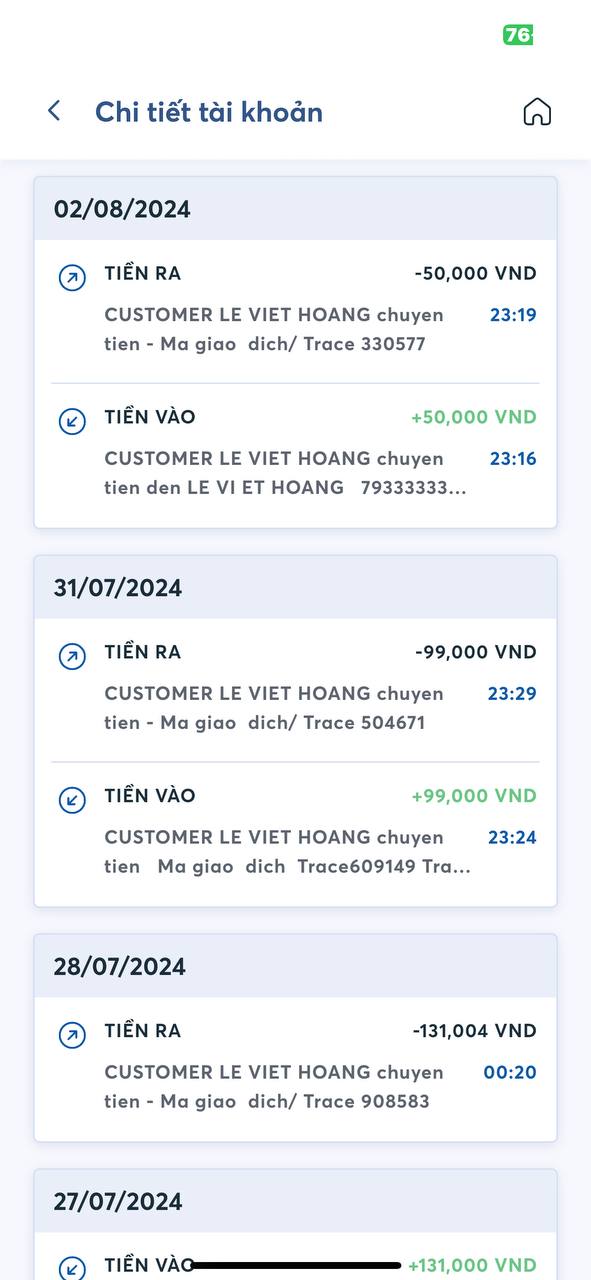 76
Chi tiết tài khoản
02/08/2024
TIỀN RA -50,000 VND
CUSTOMER LE VIET HOANG chuyen 23:19
tien - Ma giao dich/ Trace 330577
TIỀN VÀO +50,000 VND
CUSTOMER LE VIET HOANG chuyen 23:16
tien den LE VI ET HOANG 79333333...
31/07/2024
TIỀN RA -99,000 VND
CUSTOMER LE VIET HOANG chuyen 23:29
tien - Ma giao dich/ Trace 504671
TIỀN VÀO +99,000 VND
CUSTOMER LE VIET HOANG chuyen 23:24
tien Ma giao dich Trace609149 Tra...
28/07/2024
TIỀN RA -131,004 VND
CUSTOMER LE VIET HOANG chuyen 00:20
tien - Ma giao dich/ Trace 908583
27/07/2024
TIỀN VÀO +131,000 VND